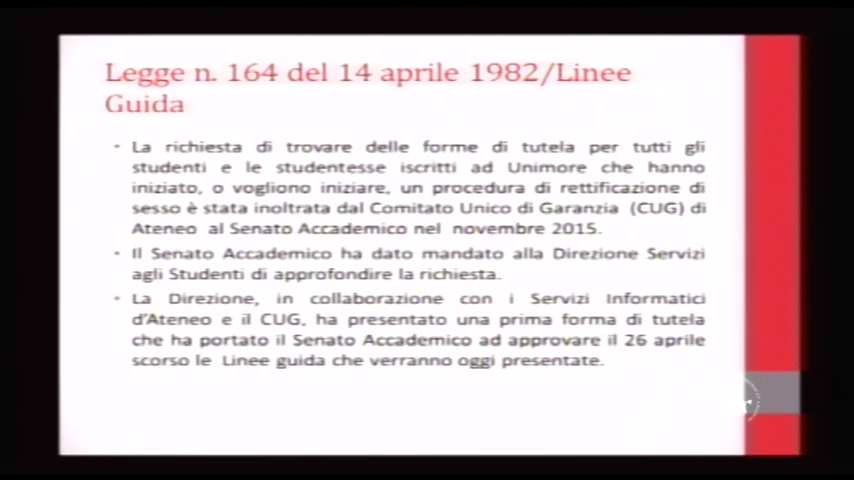 Legge n. 164 del 14 aprile 1982/Linee
Guida
• La richiesta di trovare delle forme di tutela per tutti gli
studenti e le studentesse iscritti ad Unimore che hanno
iniziato, o vogliono iniziare, un procedura di rettificazione di
sesso è stata inoltrata dal Comitato Unico di Garanzia (CUG) di
Ateneo al Senato Accademico nel novembre 2015.
• Il Senato Accademico ha dato mandato alla Direzione Servizi
agli Studenti di approfondire la richiesta.
• La Direzione, in collaborazione con i Servizi Informatici
d'Ateneo e il CUG, ha presentato una prima forma di tutela
che ha portato il Senato Accademico ad approvare il 26 aprile
scorso le Linee guida che verranno oggi presentate.